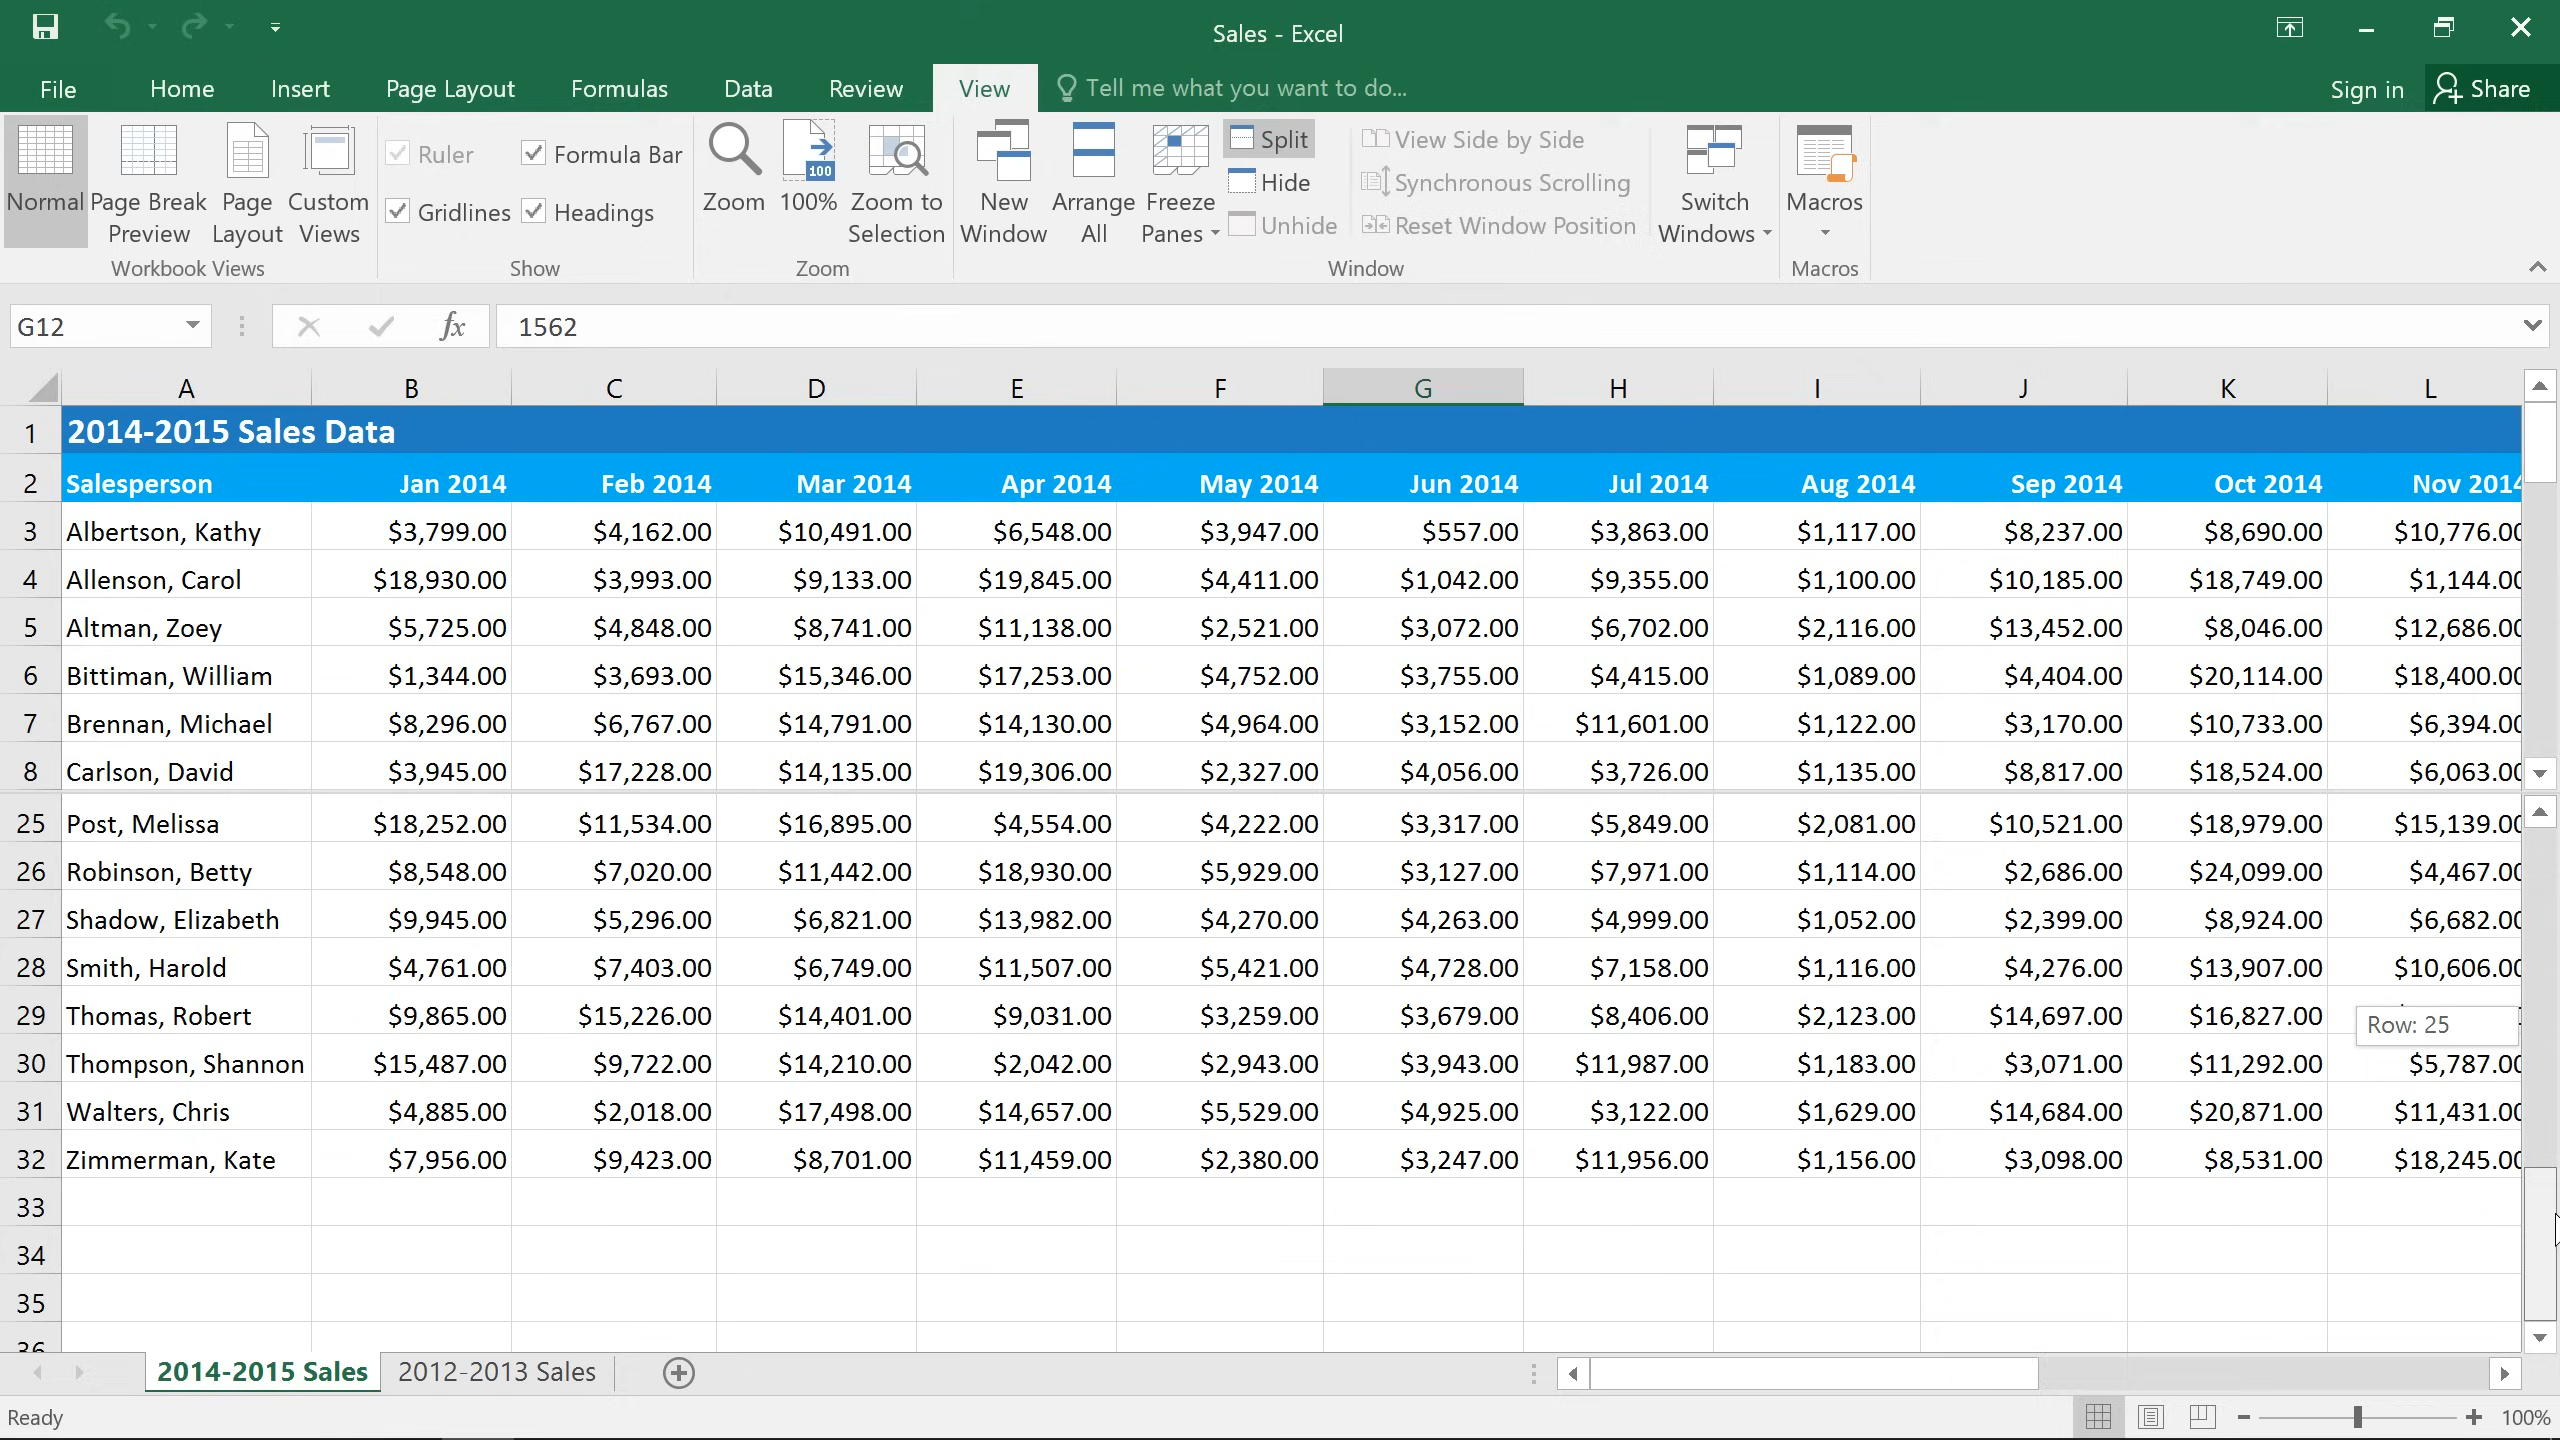 Sales - Excel
File Home Insert Page Layout Formulas Data Review View Tell me what you want to do... Sign in Share
Normal Page Break Preview Page Layout Custom Views Ruler Formula Bar Gridlines Headings Zoom 100 100% Zoom to Selection New Window Arrange All Freeze Panes Split Hide Unhide View Side by Side Synchronous Scrolling Reset Window Position Switch Windows Macros
Workbook Views Show Zoom Window Macros
G12 fx 1562
A B C D E F G H I J K L
1 2014-2015 Sales Data
2 Salesperson Jan 2014 Feb 2014 Mar 2014 Apr 2014 May 2014 Jun 2014 Jul 2014 Aug 2014 Sep 2014 Oct 2014 Nov 2014
3 Albertson, Kathy $3,799.00 $4,162.00 $10,491.00 $6,548.00 $3,947.00 $557.00 $3,863.00 $1,117.00 $8,237.00 $8,690.00 $10,776.00
4 Allenson, Carol $18,930.00 $3,993.00 $9,133.00 $19,845.00 $4,411.00 $1,042.00 $9,355.00 $1,100.00 $10,185.00 $18,749.00 $1,144.00
5 Altman, Zoey $5,725.00 $4,848.00 $8,741.00 $11,138.00 $2,521.00 $3,072.00 $6,702.00 $2,116.00 $13,452.00 $8,046.00 $12,686.00
6 Bittiman, William $1,344.00 $3,693.00 $15,346.00 $17,253.00 $4,752.00 $3,755.00 $4,415.00 $1,089.00 $4,404.00 $20,114.00 $18,400.00
7 Brennan, Michael $8,296.00 $6,767.00 $14,791.00 $14,130.00 $4,964.00 $3,152.00 $11,601.00 $1,122.00 $3,170.00 $10,733.00 $6,394.00
8 Carlson, David $3,945.00 $17,228.00 $14,135.00 $19,306.00 $2,327.00 $4,056.00 $3,726.00 $1,135.00 $8,817.00 $18,524.00 $6,063.00
25 Post, Melissa $18,252.00 $11,534.00 $16,895.00 $4,554.00 $4,222.00 $3,317.00 $5,849.00 $2,081.00 $10,521.00 $18,979.00 $15,139.00
26 Robinson, Betty $8,548.00 $7,020.00 $11,442.00 $18,930.00 $5,929.00 $3,127.00 $7,971.00 $1,114.00 $2,686.00 $24,099.00 $4,467.00
27 Shadow, Elizabeth $9,945.00 $5,296.00 $6,821.00 $13,982.00 $4,270.00 $4,263.00 $4,999.00 $1,052.00 $2,399.00 $8,924.00 $6,682.00
28 Smith, Harold $4,761.00 $7,403.00 $6,749.00 $11,507.00 $5,421.00 $4,728.00 $7,158.00 $1,116.00 $4,276.00 $13,907.00 $10,606.00
29 Thomas, Robert $9,865.00 $15,226.00 $14,401.00 $9,031.00 $3,259.00 $3,679.00 $8,406.00 $2,123.00 $14,697.00 $16,827.00
Row: 25
30 Thompson, Shannon $15,487.00 $9,722.00 $14,210.00 $2,042.00 $2,943.00 $3,943.00 $11,987.00 $1,183.00 $3,071.00 $11,292.00 $5,787.00
31 Walters, Chris $4,885.00 $2,018.00 $17,498.00 $14,657.00 $5,529.00 $4,925.00 $3,122.00 $1,629.00 $14,684.00 $20,871.00 $11,431.00
32 Zimmerman, Kate $7,956.00 $9,423.00 $8,701.00 $11,459.00 $2,380.00 $3,247.00 $11,956.00 $1,156.00 $3,098.00 $8,531.00 $18,245.00
33
34
35
36
2014-2015 Sales 2012-2013 Sales
Ready 100%